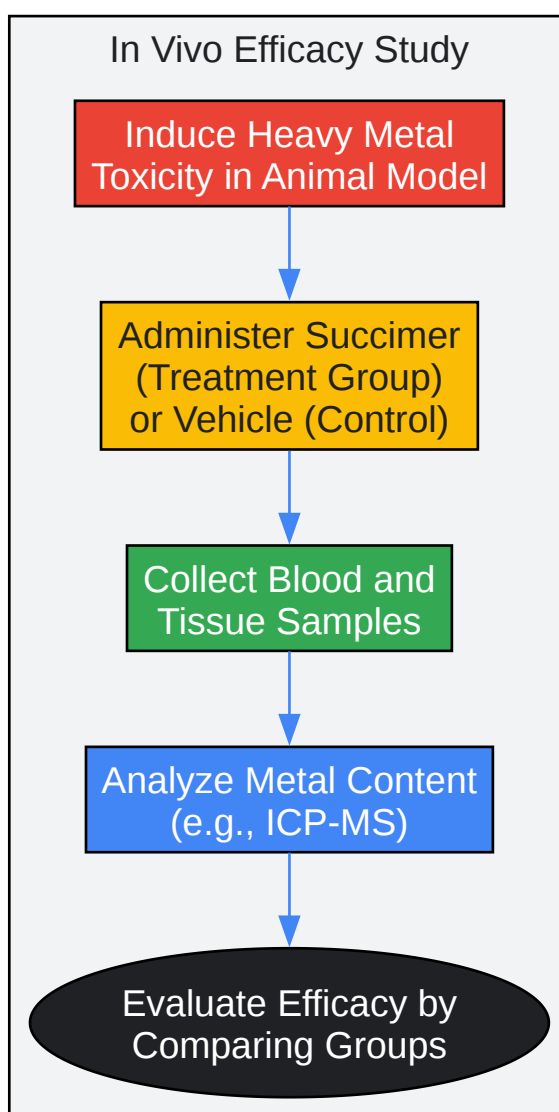 In Vivo Efficacy Study
Induce Heavy Metal
Toxicity in Animal Model
Administer Succimer
(Treatment Group)
or Vehicle (Control)
Collect Blood and
Tissue Samples
Analyze Metal Content
(e.g., ICP-MS)
Evaluate Efficacy by
Comparing Groups